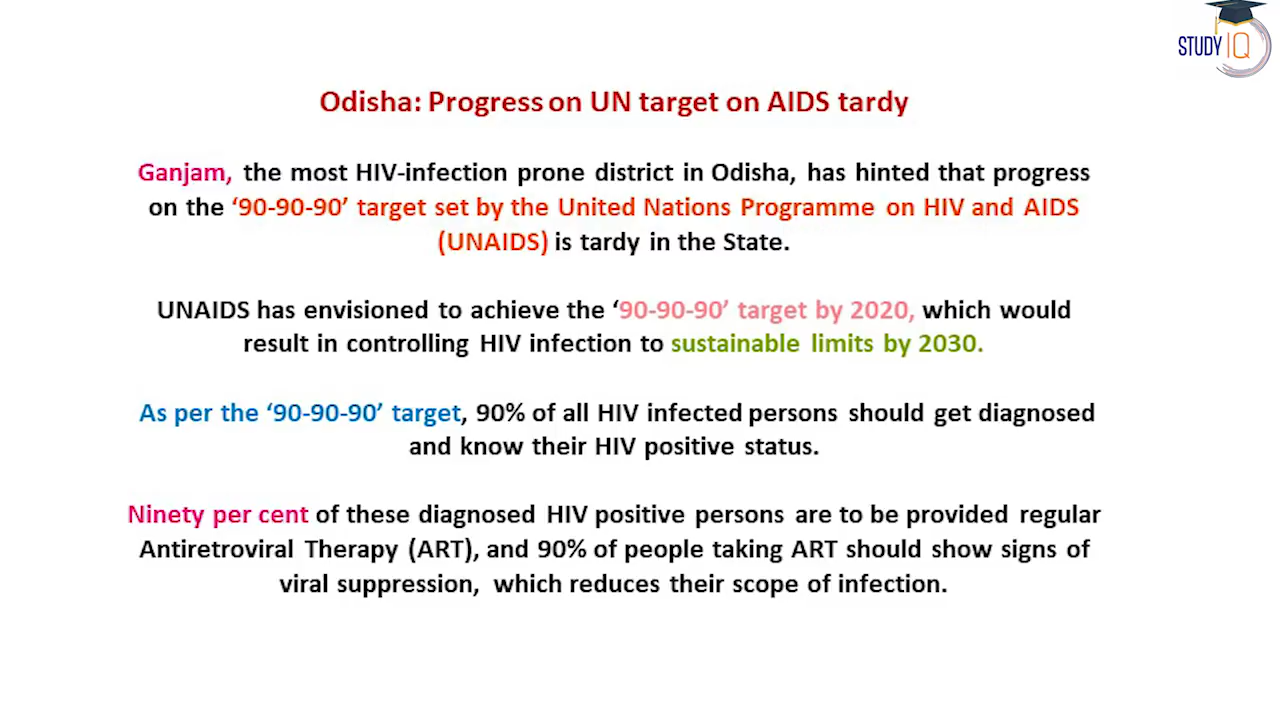 STUDY IQ
Odisha: Progress on UN target on AIDS tardy
Ganjam, the most HIV-infection prone district in Odisha, has hinted that progress
on the ‘90-90-90’ target set by the United Nations Programme on HIV and AIDS
(UNAIDS) is tardy in the State.
UNAIDS has envisioned to achieve the ‘90-90-90’ target by 2020, which would
result in controlling HIV infection to sustainable limits by 2030.
As per the ‘90-90-90’ target, 90% of all HIV infected persons should get diagnosed
and know their HIV positive status.
Ninety per cent of these diagnosed HIV positive persons are to be provided regular
Antiretroviral Therapy (ART), and 90% of people taking ART should show signs of
viral suppression, which reduces their scope of infection.